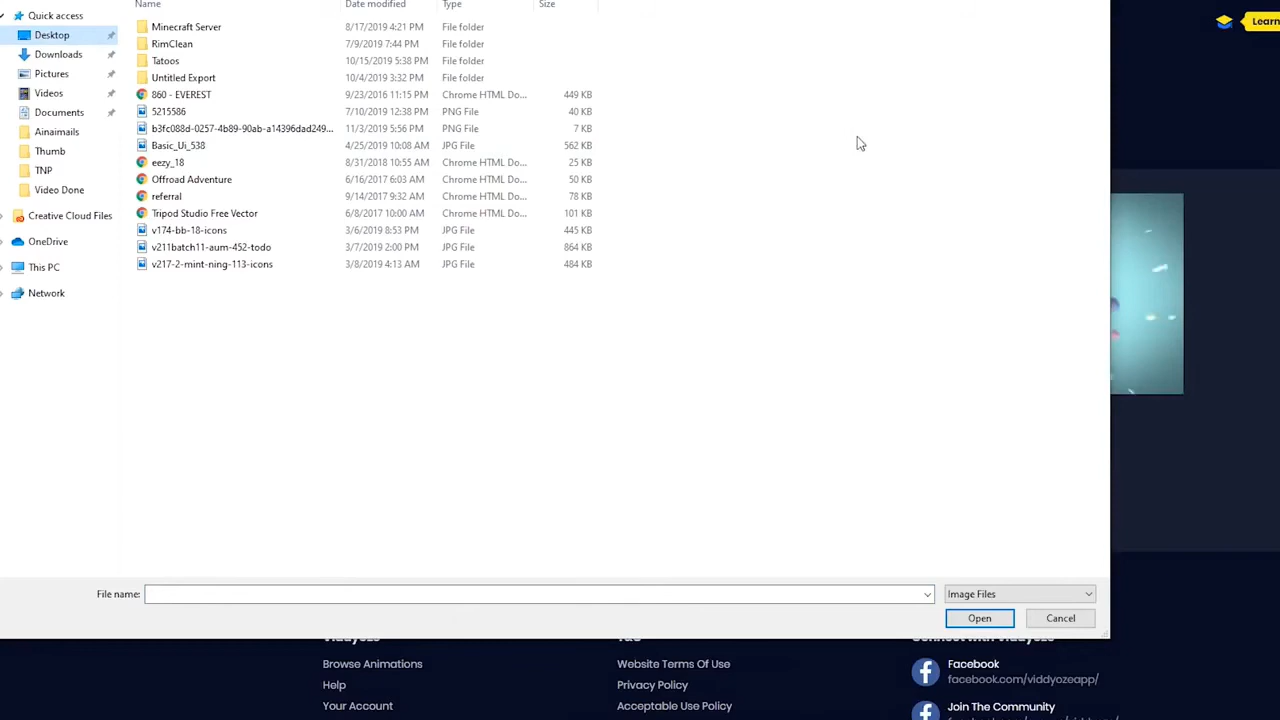 Name Date modified Type Size
Quick access
Learn
Minecraft Server 8/17/2019 4:21 PM File folder
Desktop
RimClean 7/9/2019 7:44 PM File folder
Downloads
Tatoos 10/15/2019 5:38 PM File folder
Pictures
Untitled Export 10/4/2019 3:32 PM File folder
Videos
860 - EVEREST 9/23/2016 11:15 PM Chrome HTML Do... 449 KB
Documents
5215586 7/10/2019 12:38 PM PNG File 40 KB
Ainaimails
b3fc088d-0257-4b89-90ab-a14396dad249... 11/3/2019 5:56 PM PNG File 7 KB
Thumb
Basic_Ui_538 4/25/2019 10:08 AM JPG File 562 KB
TNP
eezy_18 8/31/2018 10:55 AM Chrome HTML Do... 25 KB
Video Done
Offroad Adventure 6/16/2017 6:03 AM Chrome HTML Do... 50 KB
referral 9/14/2017 9:32 AM Chrome HTML Do... 78 KB
Creative Cloud Files
Tripod Studio Free Vector 6/8/2017 10:00 AM Chrome HTML Do... 101 KB
v174-bb-18-icons 3/6/2019 8:53 PM JPG File 445 KB
OneDrive
v211batch11-aum-452-todo 3/7/2019 2:00 PM JPG File 864 KB
This PC
v217-2-mint-ning-113-icons 3/8/2019 4:13 AM JPG File 484 KB
Network
File name: Image Files
Open Cancel
Browse Animations Website Terms Of Use Facebook
facebook.com/viddyozeapp/
Help Privacy Policy
Your Account Acceptable Use Policy Join The Community